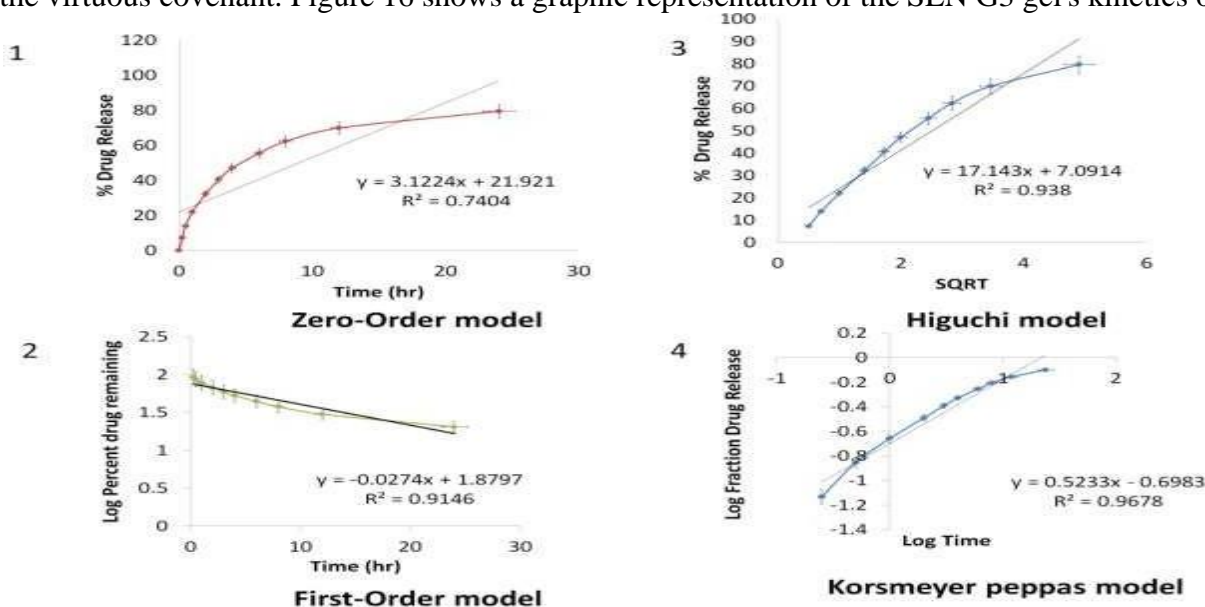 the virtuous covenant. Figure 16 shows a graphic representation of the SLN G3 gel's kinetics o
1
120
100
80
60
40
20
0
% Drug Release
y = 3.1224x + 21.921
R² = 0.7404
0 10 20 30
Time (hr)
Zero-Order model
3
100
90
80
70
60
50
40
30
20
10
0
% Drug Release
y = 17.143x + 7.0914
R² = 0.938
0 2 4 6
SQRT
Higuchi model
2
2.5
2
1.5
1
0.5
0
Log Percent drug remaining
y = -0.0274x + 1.8797
R² = 0.9146
0 10 20 30
Time (hr)
First-Order model
4
0.2
0
-1 0 1 2
-0.2
-0.4
-0.6
-0.8
-1
-1.2
-1.4
Log Fraction Drug Release
y = 0.5233x - 0.6983
R² = 0.9678
Log Time
Korsmeyer peppas model